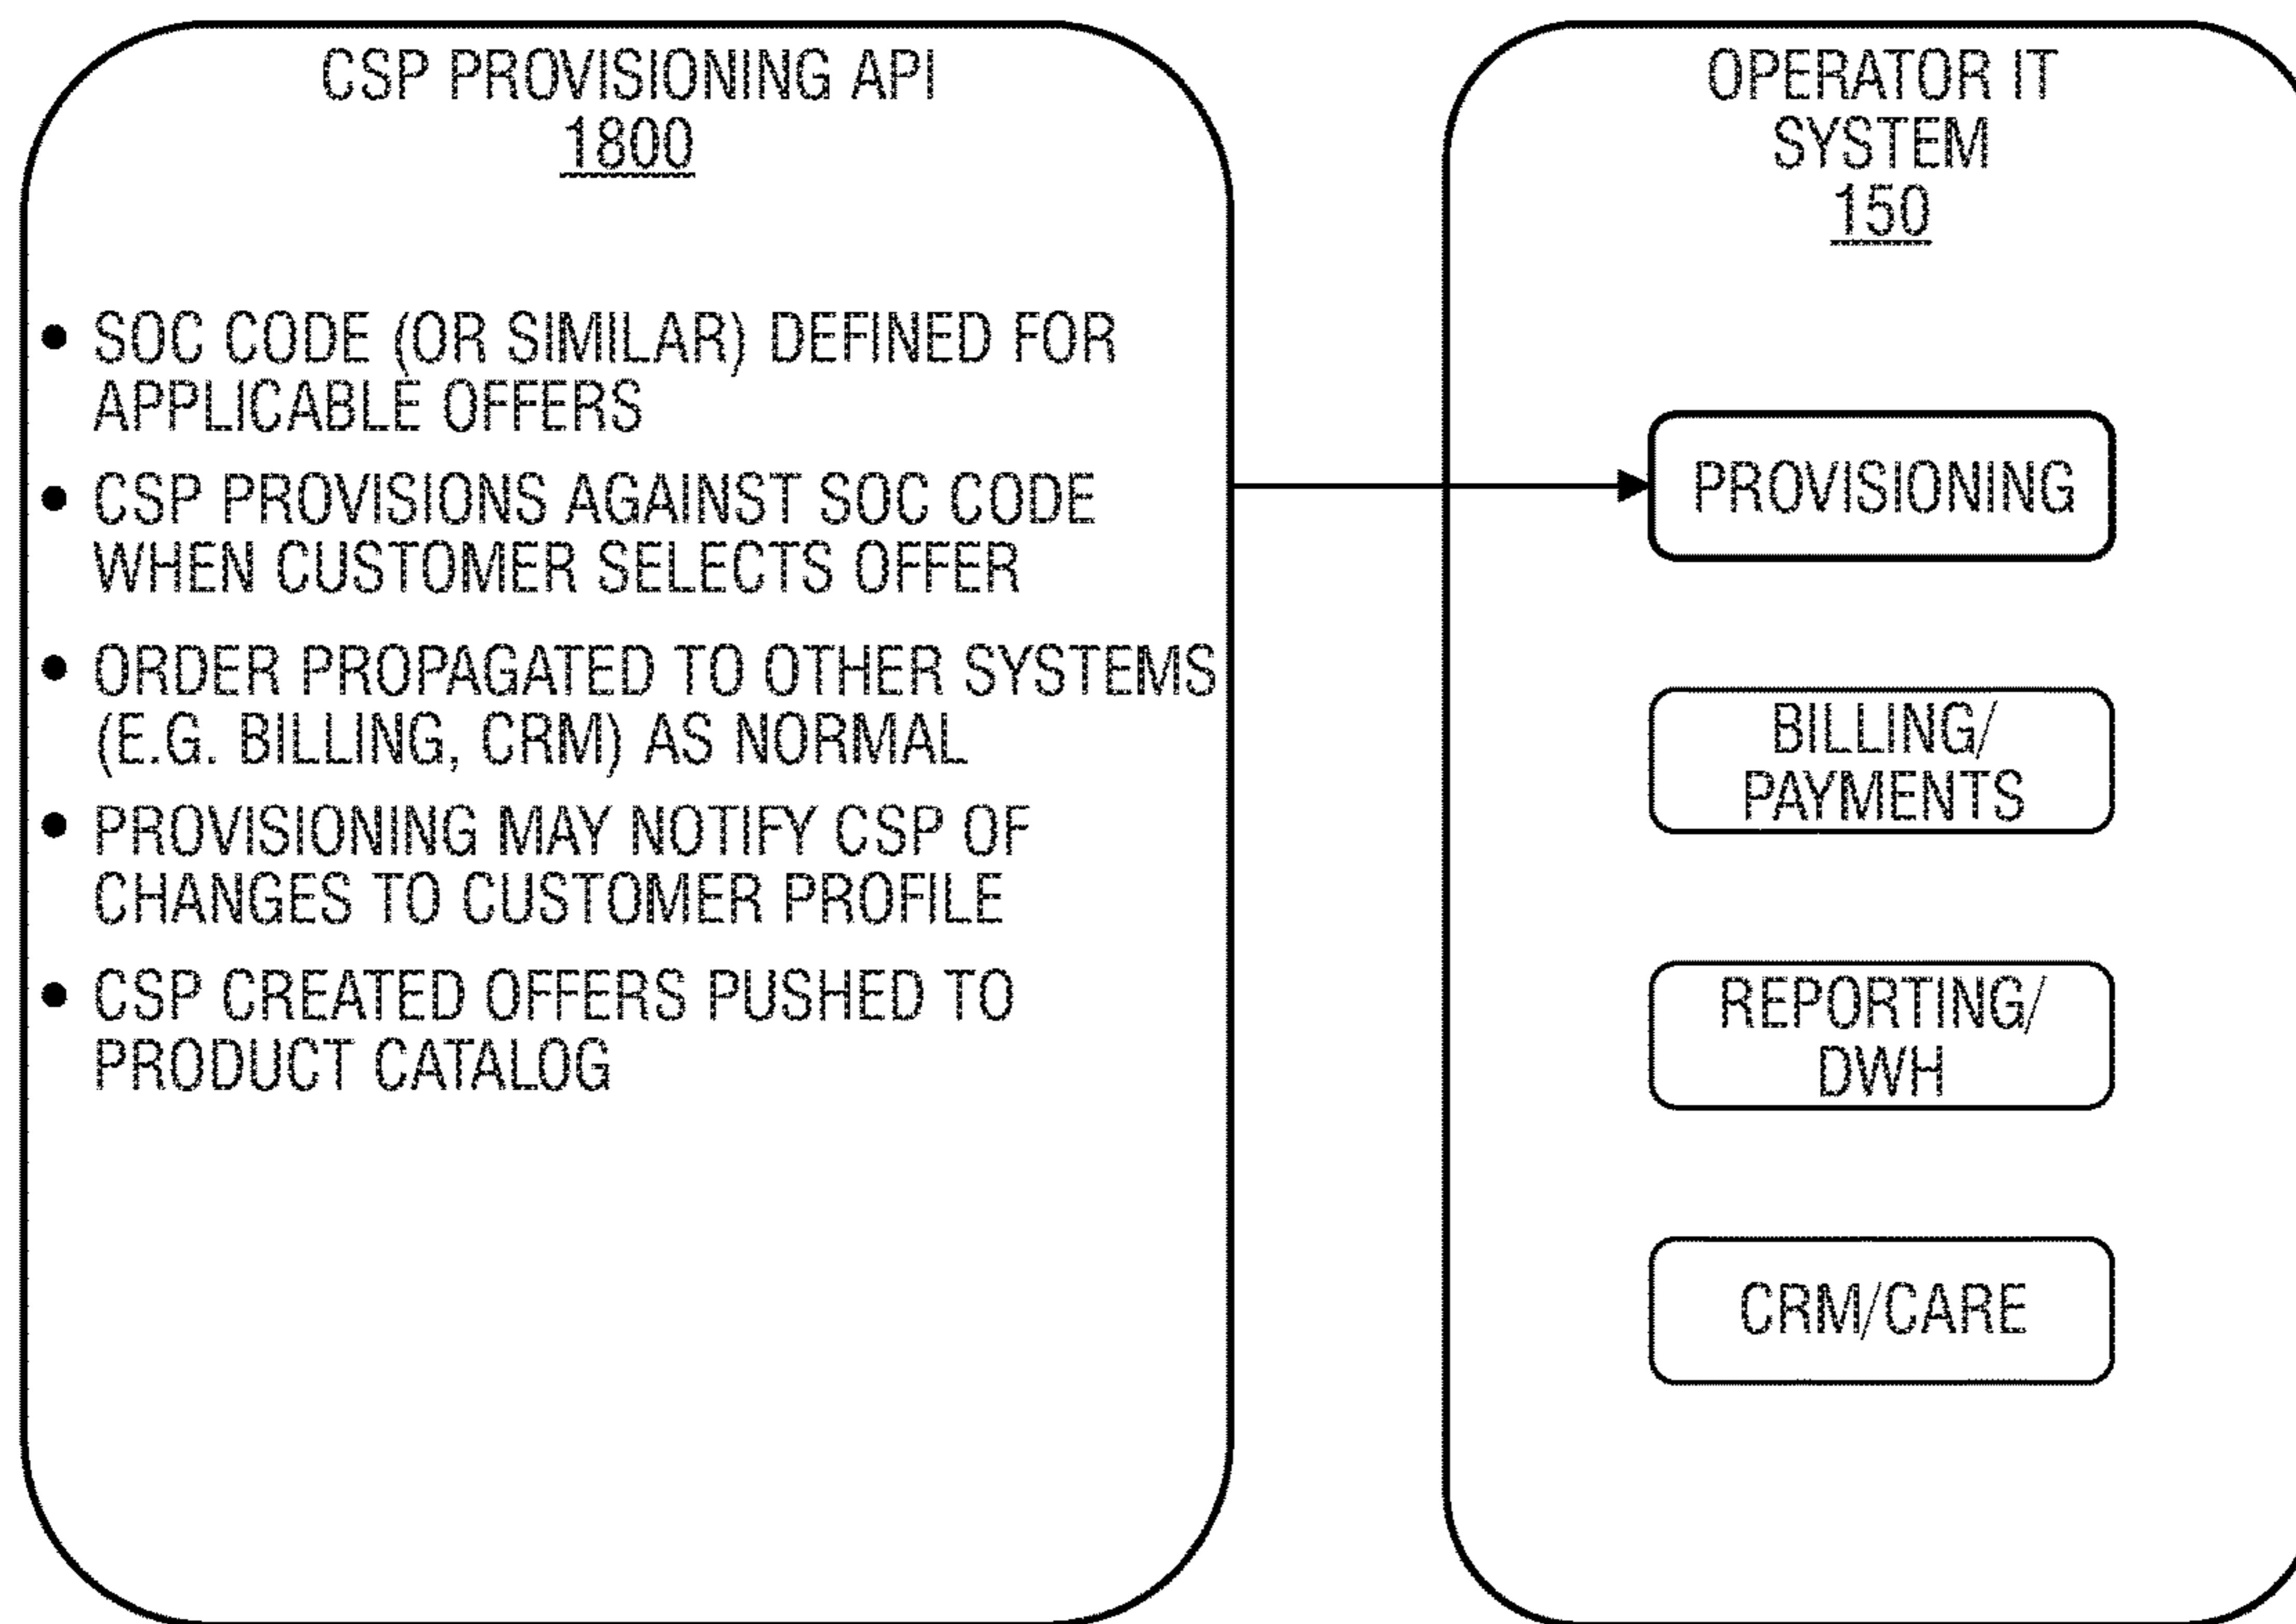 CSP PROVISIONING API
1800
• SOC CODE (OR SIMILAR) DEFINED FOR
APPLICABLE OFFERS
• CSP PROVISIONS AGAINST SOC CODE
WHEN CUSTOMER SELECTS OFFER
• ORDER PROPAGATED TO OTHER SYSTEMS
(E.G. BILLING, CRM) AS NORMAL
• PROVISIONING MAY NOTIFY CSP OF
CHANGES TO CUSTOMER PROFILE
• CSP CREATED OFFERS PUSHED TO
PRODUCT CATALOG
OPERATOR IT
SYSTEM
150
PROVISIONING
BILLING/
PAYMENTS
REPORTING/
DWH
CRM/CARE